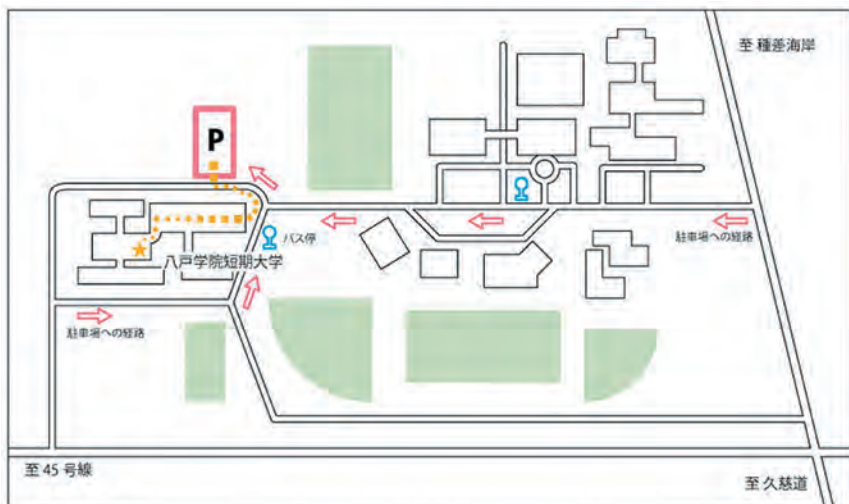 至 種差海岸
P
バス停
駐車場への経路
八戸学院短期大学
駐車場への経路
至 45 号線
至 久慈道